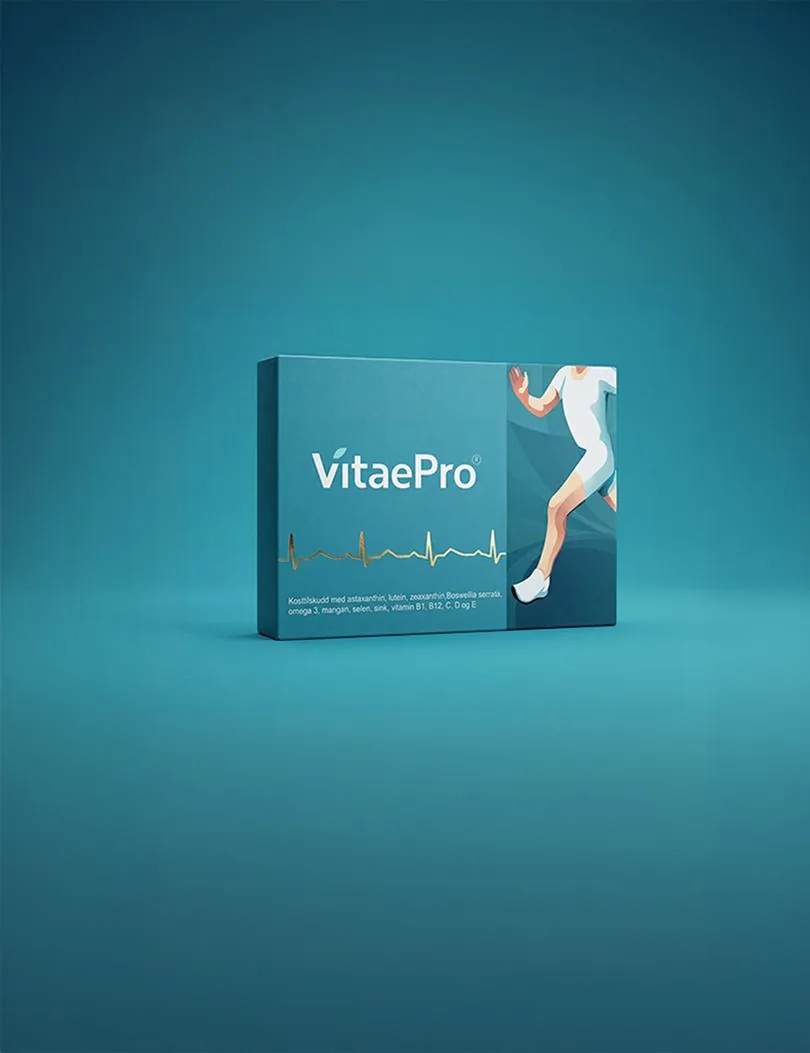 VitaePro®
Kosttilskudd med astaxanthin, lutein, zeaxanthin,Boswellia serrata,
omega 3, mangan, selen, sink, vitamin B1, B12, C, D og E